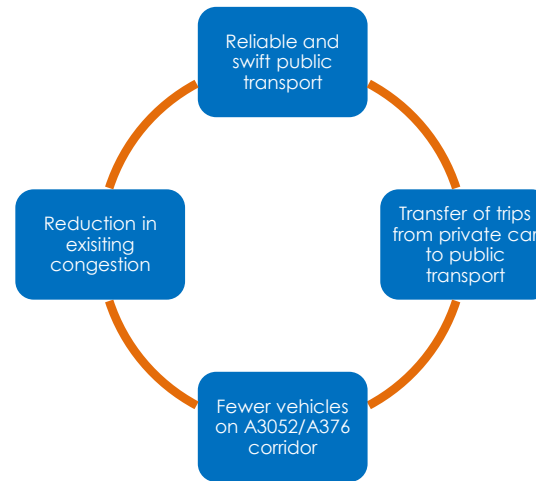 Reliable and
swift public
transport
Transfer of trips
from private car
to public
transport
Fewer vehicles
on A3052/A376
corridor
Reduction in
exisiting
congestion